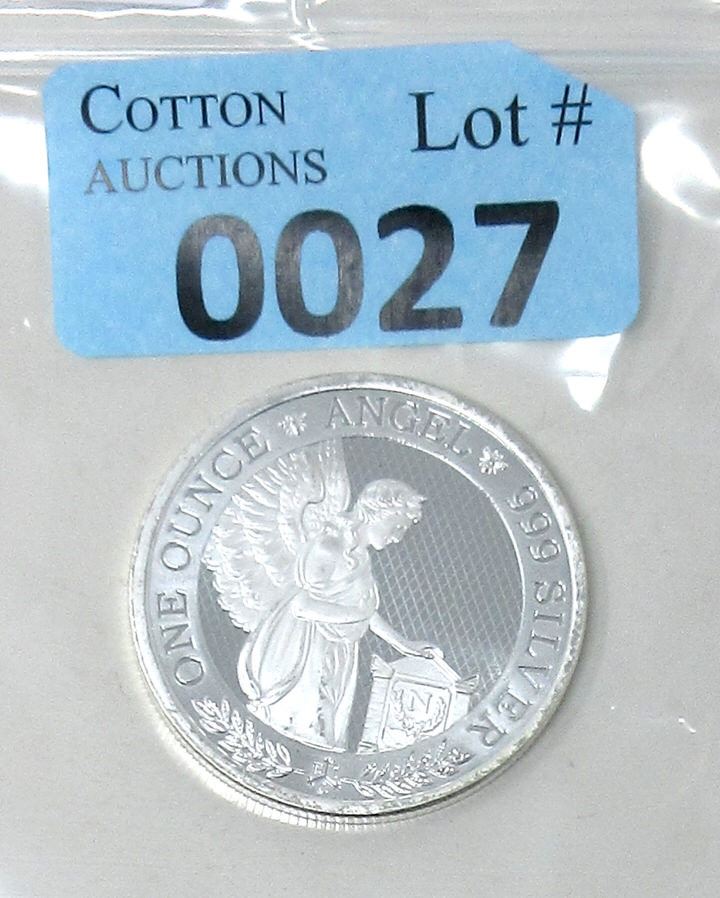 COTTON
AUCTIONS
Lot #
0027
ONE OUNCE ANGEL 999 SILVER
N